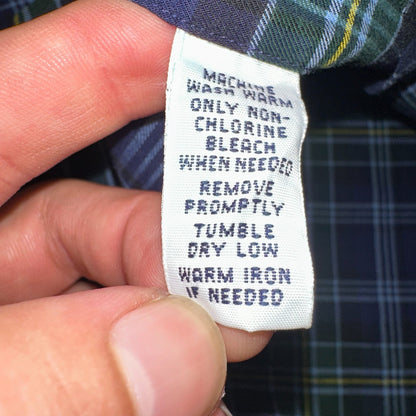 MACHINE
WASH WARM
ONLY NON-
CHLORINE
BLEACH
WHEN NEEDED
REMOVE
PROMPTLY
TUMBLE
DRY LOW
WARM IRON
IF NEEDED